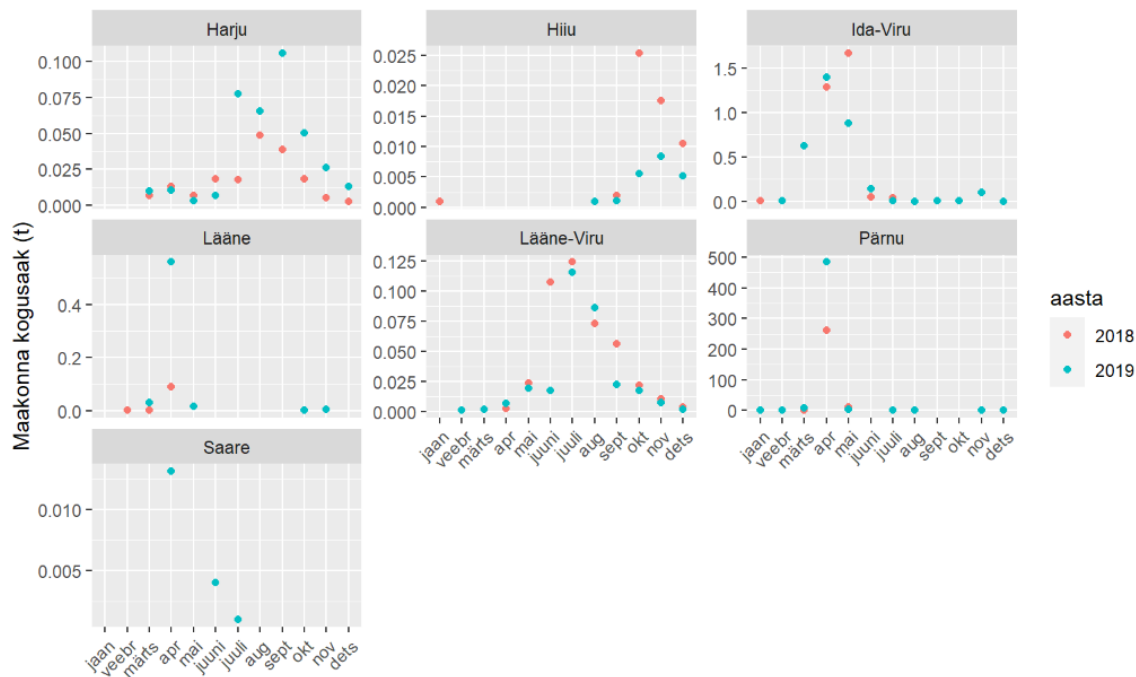 Harju
Hiiu
Ida-Viru
0.100
0.075
0.050
0.025
0.000
0.025
0.020
0.015
0.010
0.005
0.000
1.5
1.0
0.5
0.0
Lääne
Lääne-Viru
Pärnu
0.4
0.2
0.0
0.125
0.100
0.075
0.050
0.025
0.000
500
400
300
200
100
0
Saare
0.010
0.005
jaan
veebr
märts
apr
mai
juuni
juuli
aug
sept
okt
nov
dets
jaan
veebr
märts
apr
mai
juuni
juuli
aug
sept
okt
nov
dets
jaan
veebr
märts
apr
mai
juuni
juuli
aug
sept
okt
nov
dets
Maakonna kogusaak (t)
aasta
2018
2019